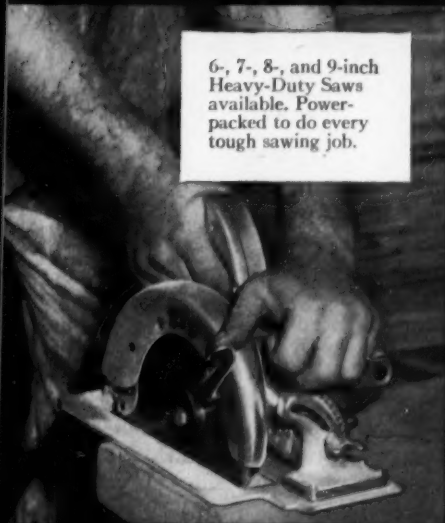 6-, 7-, 8-, and 9-inch
Heavy-Duty Saws
available. Power-
packed to do every
tough sawing job.